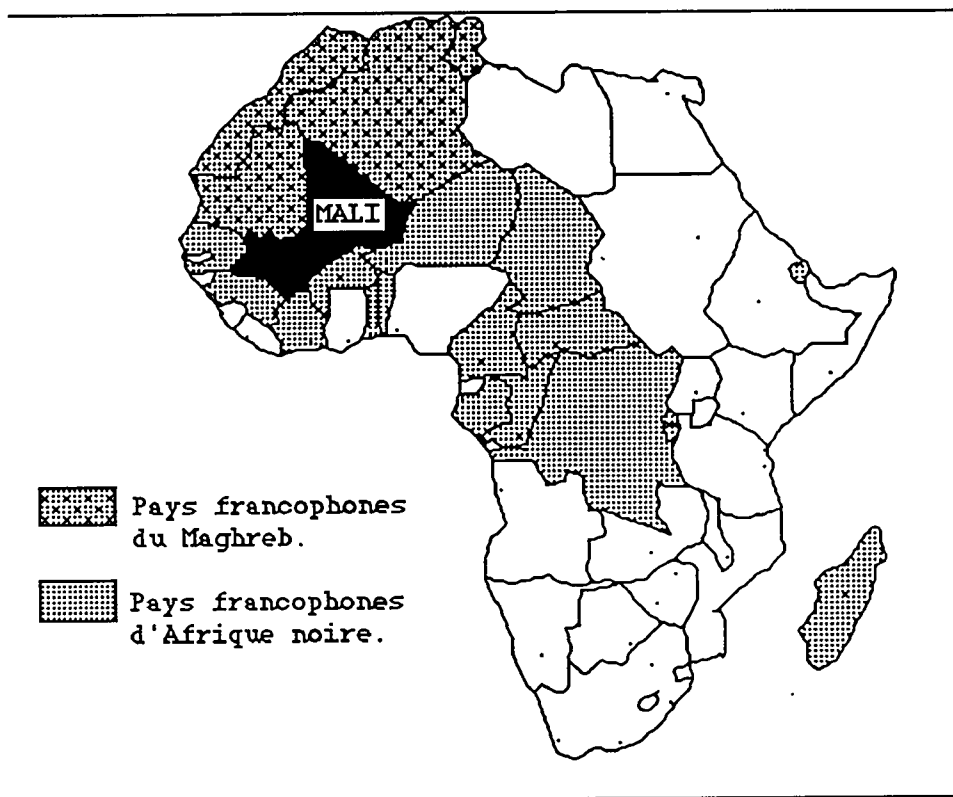 MALI
Pays francophones
du Maghreb.
Pays francophones
d'Afrique noire.